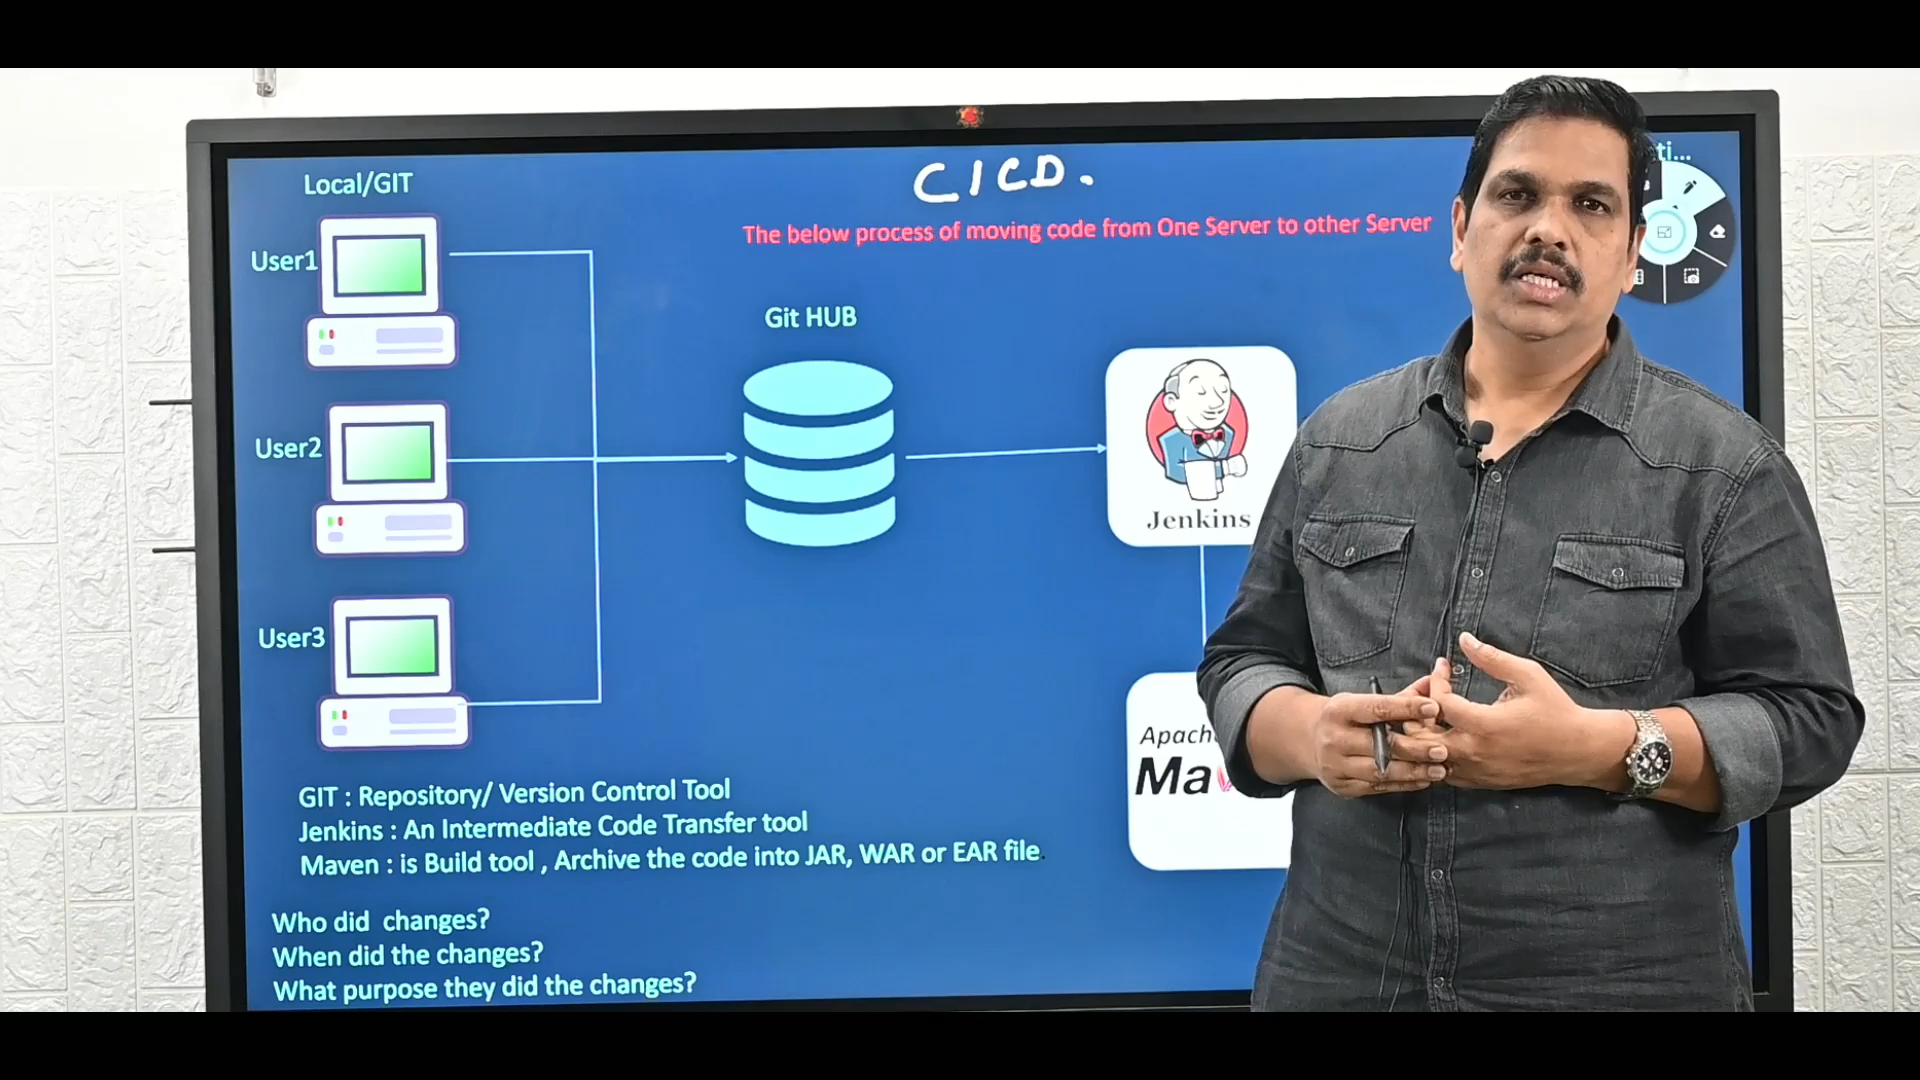 Local/GIT
CICD.
The below process of moving code from One Server to other Server
User1
Git HUB
User2
Jenkins
User3
GIT : Repository/ Version Control Tool
Jenkins : An Intermediate Code Transfer tool
Maven : is Build tool , Archive the code into JAR, WAR or EAR file.
Who did changes?
When did the changes?
What purpose they did the changes?